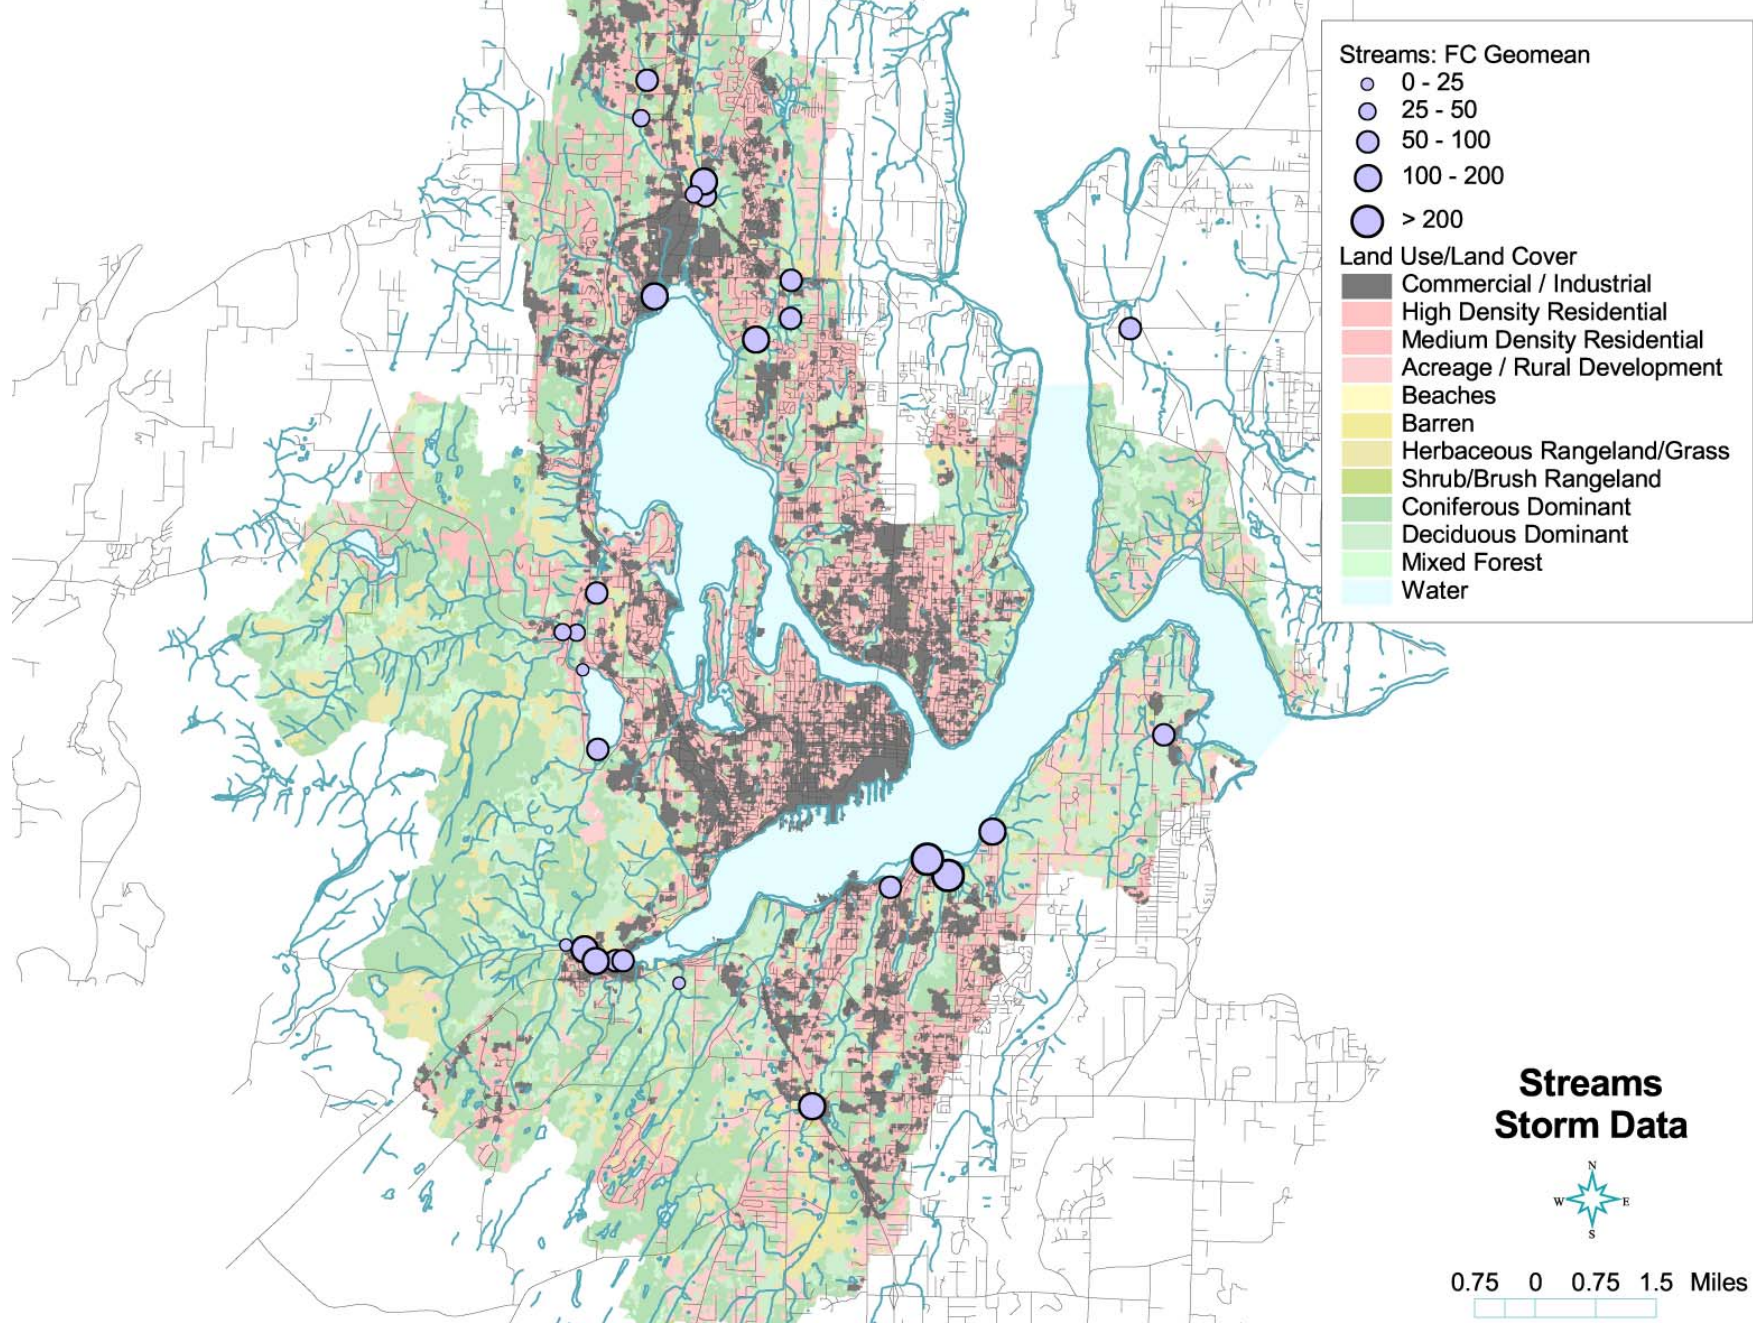 Streams: FC Geomean
0 - 25
25 - 50
50 - 100
100 - 200
> 200
Land Use/Land Cover
Commercial / Industrial
High Density Residential
Medium Density Residential
Acreage / Rural Development
Beaches
Barren
Herbaceous Rangeland/Grass
Shrub/Brush Rangeland
Coniferous Dominant
Deciduous Dominant
Mixed Forest
Water
Streams
Storm Data
N
W E
S
0.75 0 0.75 1.5 Miles